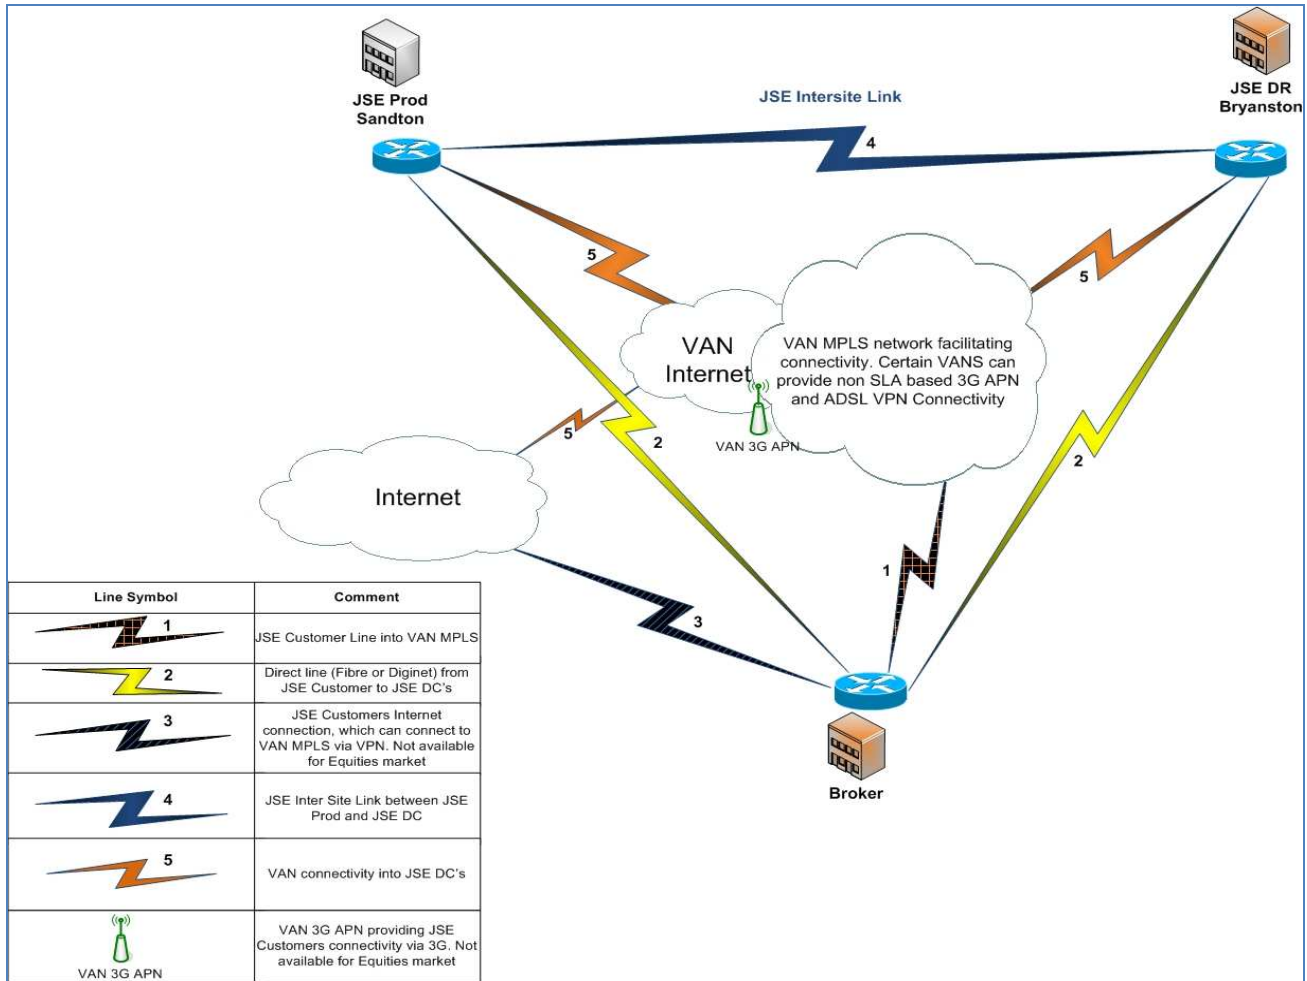 JSE Prod
Sandton
JSE DR
Bryanston
JSE Intersite Link
4
5
5
VAN
Internet
VAN MPLS network facilitating
connectivity. Certain VANS can
provide non SLA based 3G APN
and ADSL VPN Connectivity
VAN 3G APN
5
2
2
Internet
1
3
Broker
Line Symbol
Comment
1
JSE Customer Line into VAN MPLS
2
Direct line (Fibre or Diginet) from
JSE Customer to JSE DC's
3
JSE Customers Internet
connection, which can connect to
VAN MPLS via VPN. Not available
for Equities market
4
JSE Inter Site Link between JSE
Prod and JSE DC
5
VAN connectivity into JSE DC's
VAN 3G APN
VAN 3G APN providing JSE
Customers connectivity via 3G. Not
available for Equities market